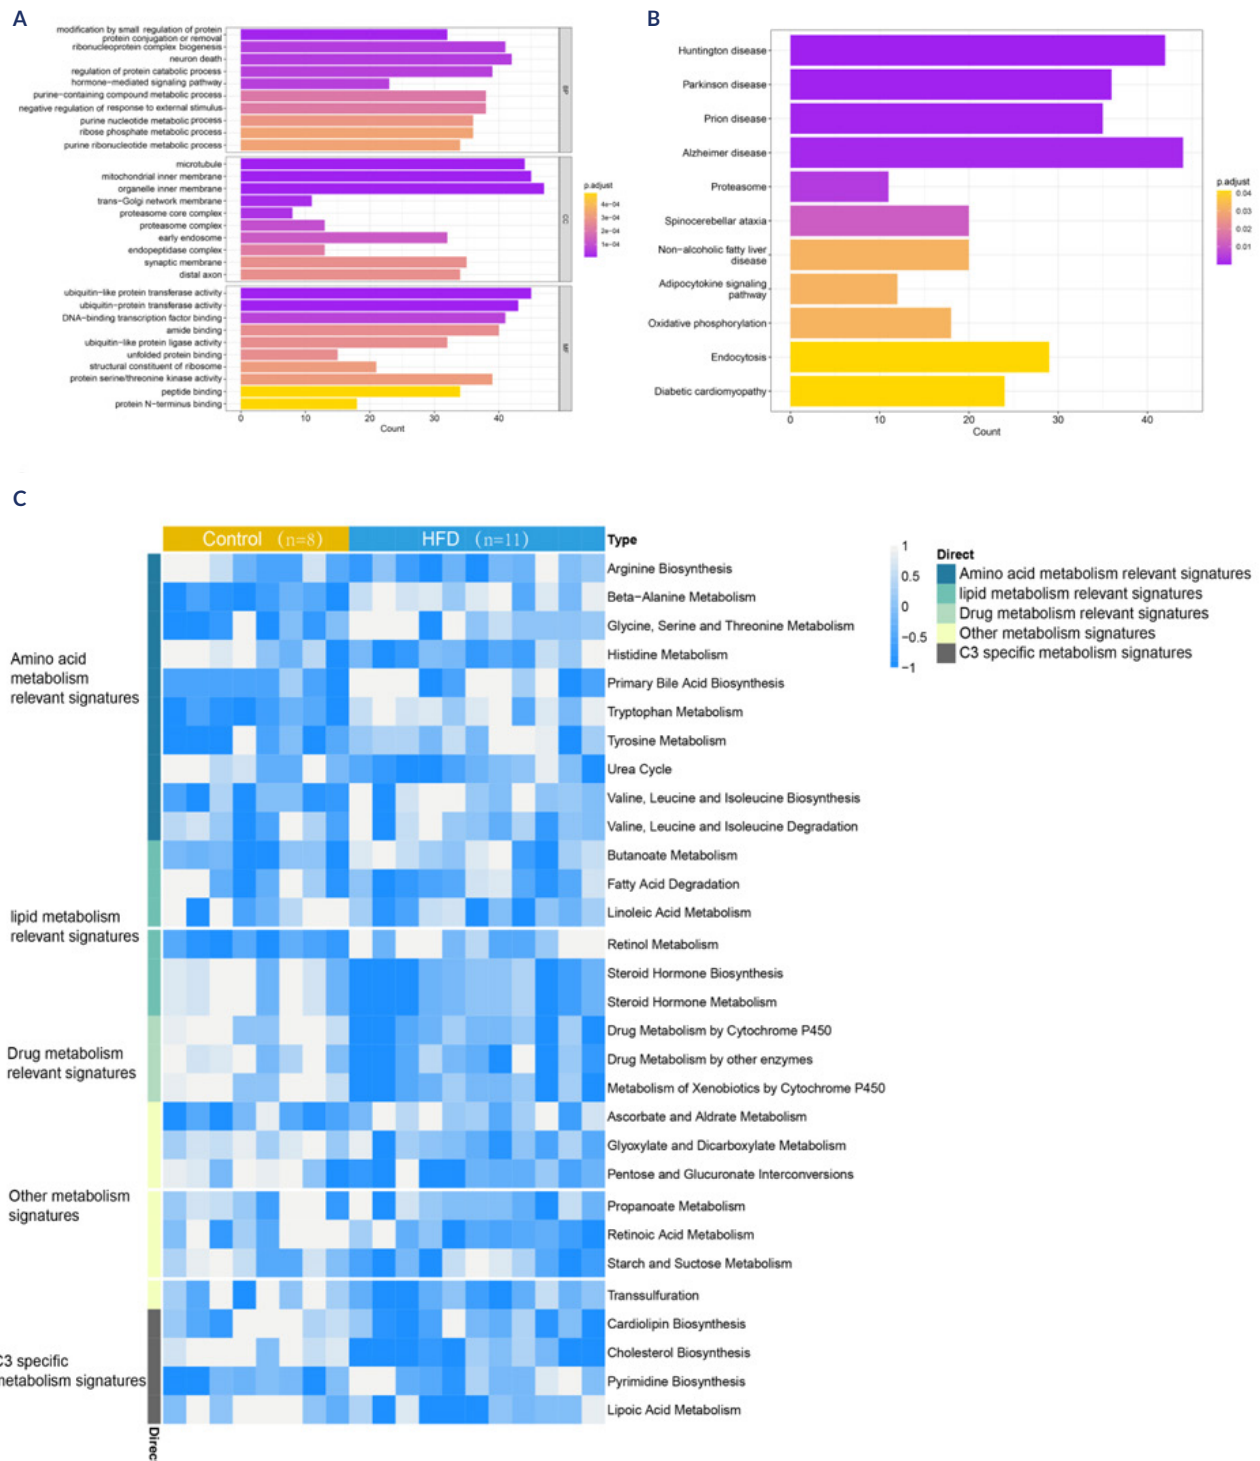 A
modification by small regulation of protein
protein conjugation or removal
ribonucleoprotein complex biogenesis
neuron death
regulation of protein catabolic process
hormone-mediated signaling pathway
purine-containing compound metabolic process
negative regulation of response to external stimulus
purine nucleotide metabolic process
ribose phosphate metabolic process
purine ribonucleotide metabolic process
BP
microtubule
mitochondrial inner membrane
organelle inner membrane
trans-Golgi network membrane
proteasome core complex
proteasome complex
early endosome
endopeptidase complex
synaptic membrane
distal axon
CC
ubiquitin-like protein transferase activity
ubiquitin-protein transferase activity
DNA-binding transcription factor binding
amide binding
ubiquitin-like protein ligase activity
unfolded protein binding
structural constituent of ribosome
protein serine/threonine kinase activity
peptide binding
protein N-terminus binding
MF
0 10 20 30 40
Count
p.adjust
4e-04
3e-04
2e-04
1e-04
B
Huntington disease
Parkinson disease
Prion disease
Alzheimer disease
Proteasome
Spinocerebellar ataxia
Non-alcoholic fatty liver
disease
Adipocytokine signaling
pathway
Oxidative phosphorylation
Endocytosis
Diabetic cardiomyopathy
0 10 20 30 40
Count
p.adjust
0.04
0.03
0.02
0.01
C
Control (n=8) HFD (n=11) Type
Arginine Biosynthesis
Beta-Alanine Metabolism
Glycine, Serine and Threonine Metabolism
Histidine Metabolism
Primary Bile Acid Biosynthesis
Tryptophan Metabolism
Tyrosine Metabolism
Urea Cycle
Valine, Leucine and Isoleucine Biosynthesis
Valine, Leucine and Isoleucine Degradation
Butanoate Metabolism
Fatty Acid Degradation
Linoleic Acid Metabolism
Retinol Metabolism
Steroid Hormone Biosynthesis
Steroid Hormone Metabolism
Drug Metabolism by Cytochrome P450
Drug Metabolism by other enzymes
Metabolism of Xenobiotics by Cytochrome P450
Ascorbate and Aldrate Metabolism
Glyoxylate and Dicarboxylate Metabolism
Pentose and Glucuronate Interconversions
Propanoate Metabolism
Retinoic Acid Metabolism
Starch and Suctose Metabolism
Transsulfuration
Cardiolipin Biosynthesis
Cholesterol Biosynthesis
Pyrimidine Biosynthesis
Lipoic Acid Metabolism
Amino acid
metabolism
relevant signatures
lipid metabolism
relevant signatures
Drug metabolism
relevant signatures
Other metabolism
signatures
C3 specific
metabolism signatures
Direc
1
0.5
0
-0.5
-1
Direct
Amino acid metabolism relevant signatures
lipid metabolism relevant signatures
Drug metabolism relevant signatures
Other metabolism signatures
C3 specific metabolism signatures